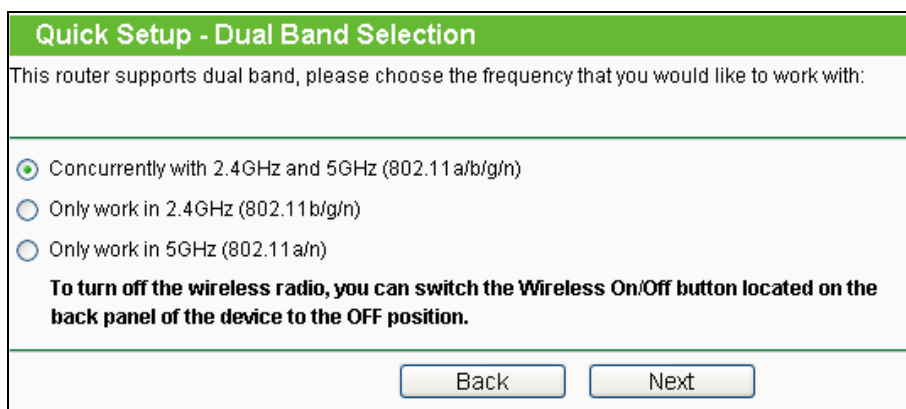 Quick Setup - Dual Band Selection
This router supports dual band, please choose the frequency that you would like to work with:
Concurrently with 2.4GHz and 5GHz (802.11a/b/g/n)
Only work in 2.4GHz (802.11b/g/n)
Only work in 5GHz (802.11a/n)
To turn off the wireless radio, you can switch the Wireless On/Off button located on the
back panel of the device to the OFF position.
Back Next